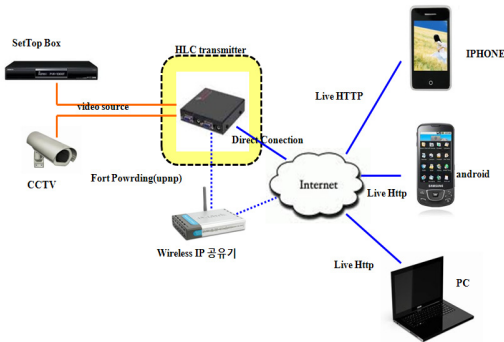 SetTop Box
HLC transmitter
IPHONE
video source
Live HTTP
Direct Conection
CCTV
Fort Powrding(upnp)
Internet
Live Http
android
SAMSUNG
Wireless IP 공유기
Live Http
PC